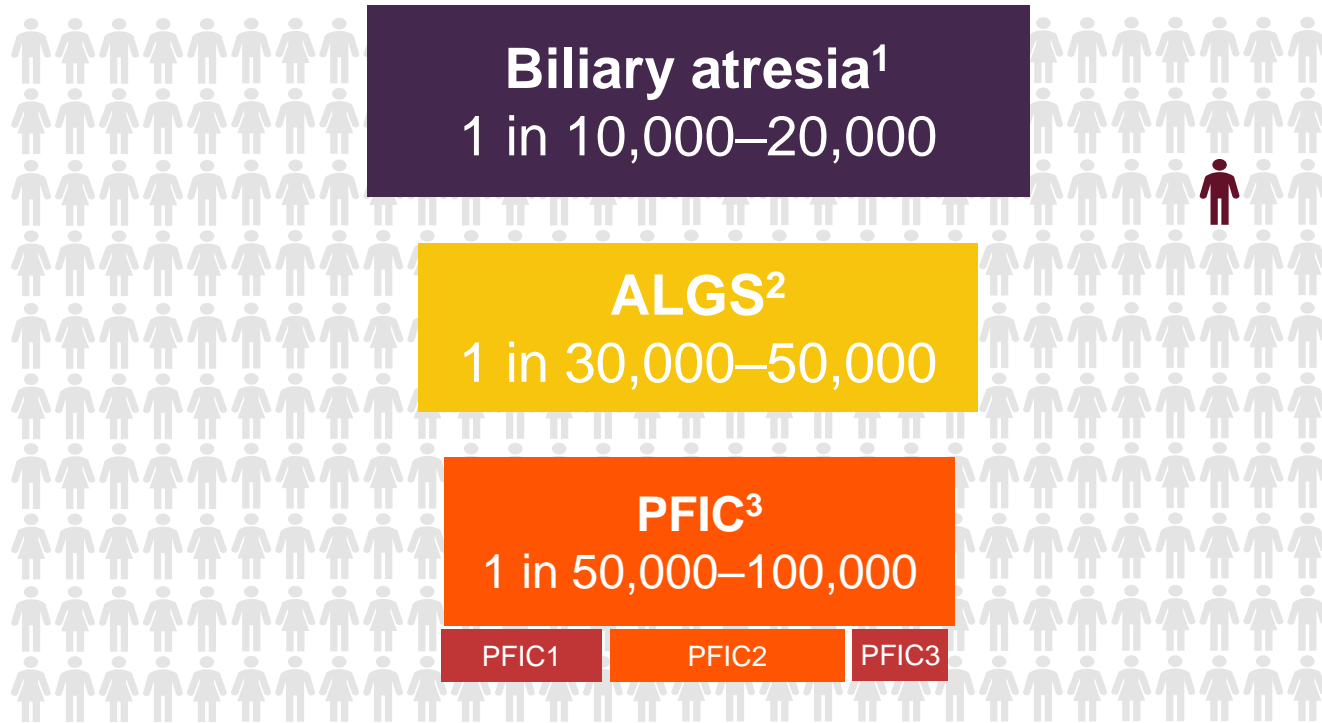 Biliary atresia¹
1 in 10,000–20,000
ALGS²
1 in 30,000–50,000
PFIC³
1 in 50,000–100,000
PFIC1 PFIC2 PFIC3